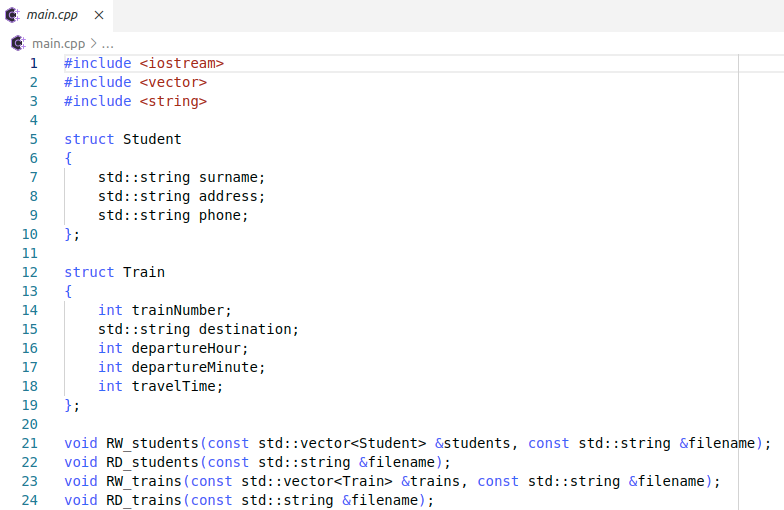 main.cpp ×
main.cpp > ...
1 #include <iostream>
2 #include <vector>
3 #include <string>
4
5 struct Student
6 {
7     std::string surname;
8     std::string address;
9     std::string phone;
10 };
11
12 struct Train
13 {
14     int trainNumber;
15     std::string destination;
16     int departureHour;
17     int departureMinute;
18     int travelTime;
19 };
20
21 void RW_students(const std::vector<Student> &students, const std::string &filename);
22 void RD_students(const std::string &filename);
23 void RW_trains(const std::vector<Train> &trains, const std::string &filename);
24 void RD_trains(const std::string &filename);